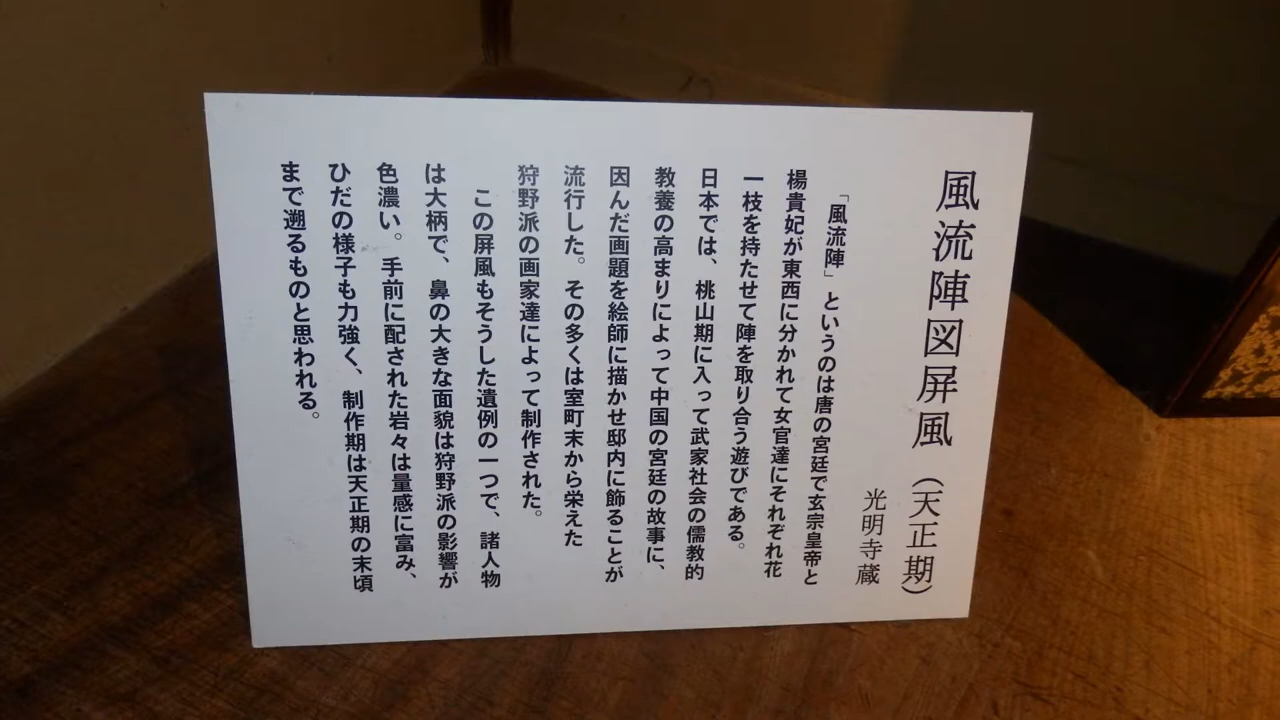 風流陣図屏風（天正期）
光明寺蔵
「風流陣」というのは唐の宮廷で玄宗皇帝と
楊貴妃が東西に分かれて女官達にそれぞれ花
一枝を持たせて陣を取り合う遊びである。
日本では、桃山期に入って武家社会の儒教的
教養の高まりによって中国の宮廷の故事に、
因んだ画題を絵師に描かせ邸内に飾ることが
流行した。その多くは室町末から栄えた
狩野派の画家達によって制作された。
この屏風もそうした遺例の一つで、諸人物
は大柄で、鼻の大きな面貌は狩野派の影響が
色濃い。手前に配された岩々は量感に富み、
ひだの様子も力強く、制作期は天正期の末頃
まで遡るものと思われる。